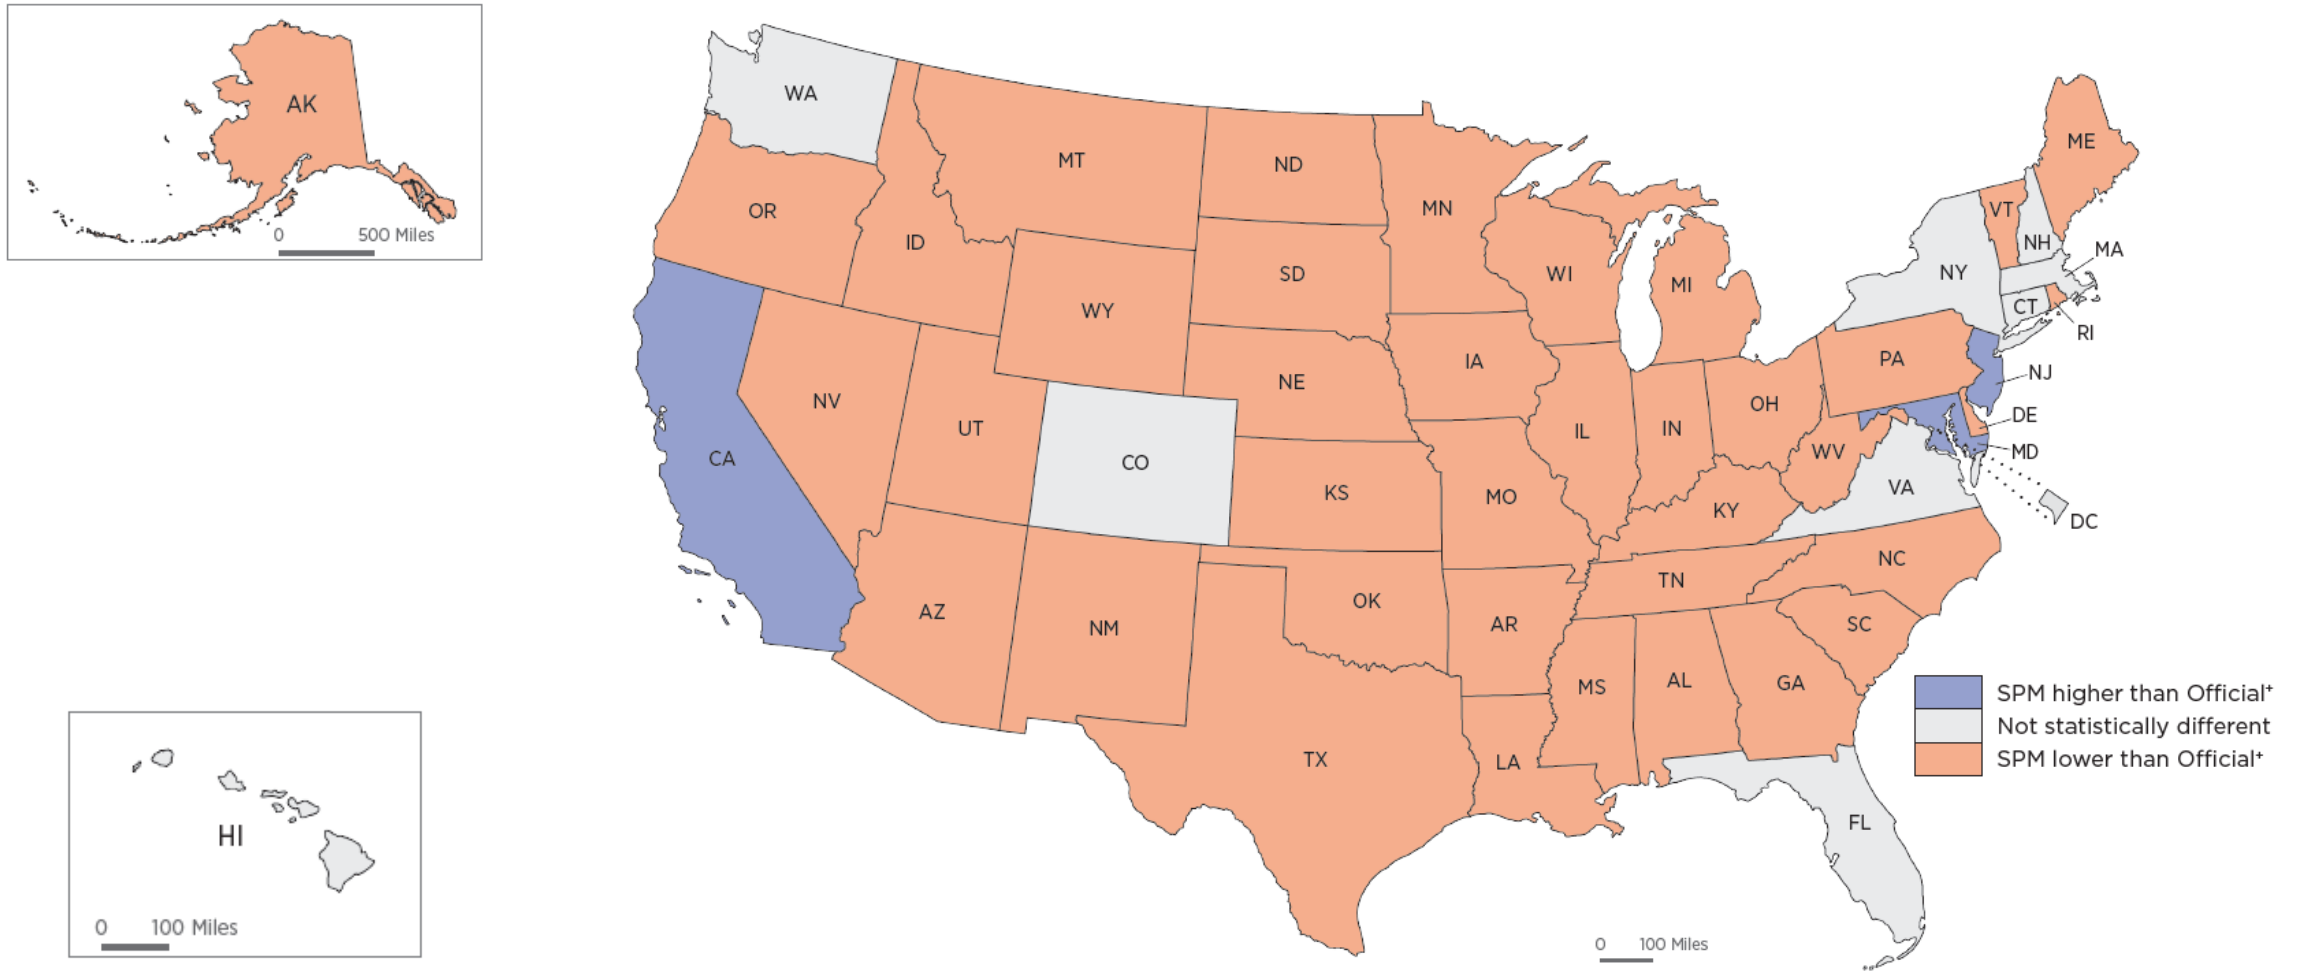 AK
0 500 Miles
HI
0 100 Miles
WA
MT
ND
MN
OR
ID
SD
WI
MI
WY
NE
IA
NV
UT
CO
CA
KS
MO
IL
IN
OH
KY
WV
PA
NY
VT
NH
ME
MA
CT
RI
NJ
DE
MD
DC
VA
NC
TN
SC
AZ
NM
OK
AR
MS
AL
GA
TX
LA
FL
SPM higher than Official⁺
Not statistically different
SPM lower than Official⁺
0 100 Miles